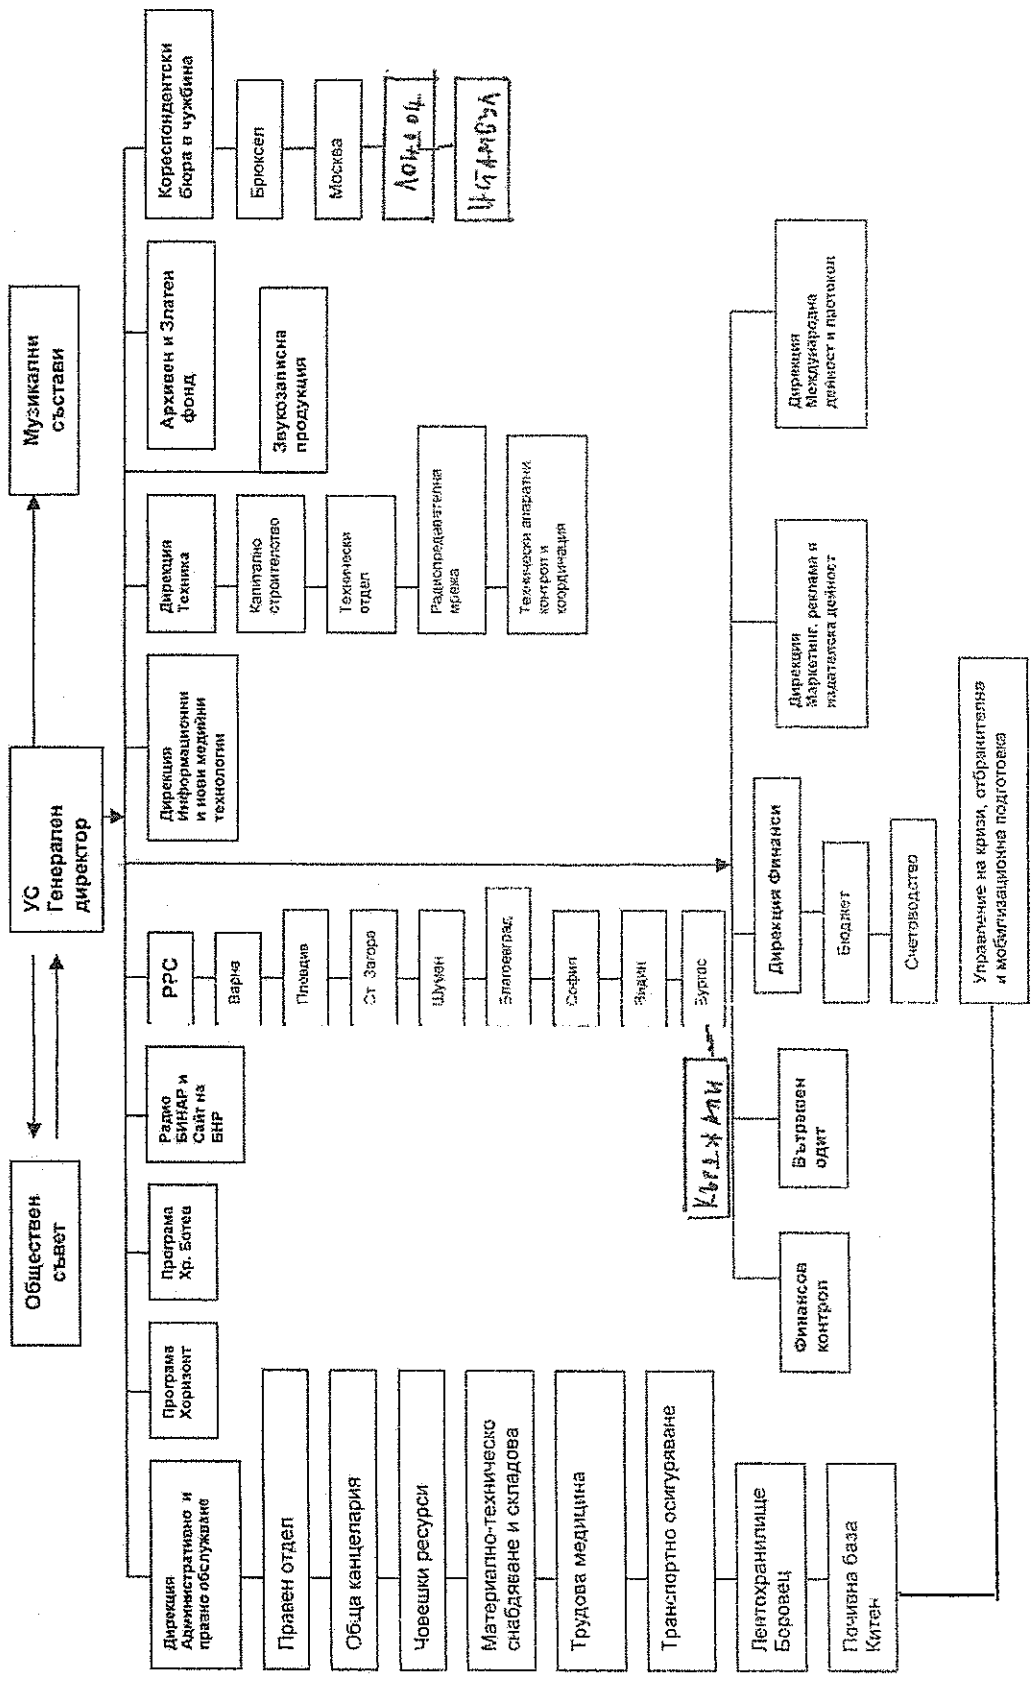 Обществен
съвет
УС
Генерален
директор
Музикални
състави
Дирекция
Административно и
правно обслужване
Правен отдел
Обща канцелария
Човешки ресурси
Материално-техническо
снабдяване и складова
Трудова медицина
Транспортно осигуряване
Лентохранилище
Боровец
Почивна база
Китен
Програма
Хоризонт
Програма
Хр. Ботев
Радио
БИНАР и
Сайт на
БНР
РРС
Варна
Пловдив
Ст. Загора
Шумен
Благоевград
София
Видин
Бургас
КЪРДЖАЛИ
Дирекция
Информационни
и нови медийни
технологии
Дирекция
Техника
Капитално
строителство
Технически
отдел
Радиопредавателна
мрежа
Технически апаратни,
контрол и
координация
Звукозаписна
продукция
Архивен и Златен
фонд
Кореспондентски
бюра в чужбина
Брюксел
Москва
ИСТАМБУЛ
Финансов
контрол
Вътрешен
одит
Дирекция Финанси
Бюджет
Счетоводство
Дирекция
Маркетинг, реклама и
издателска дейност
Дирекция
Международна
дейност и протокол
Управление на кризи, отбранителна
и мобилизационна подготовка